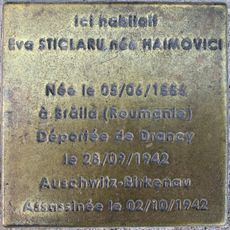 Ici habitait
Eva STICLARU née HAIMOVICI
Née le 05/06/1886
à Brăila (Roumanie)
Déportée de Drancy
le 28/09/1942
Auschwitz-Birkenau
Assassinée le 02/10/1942